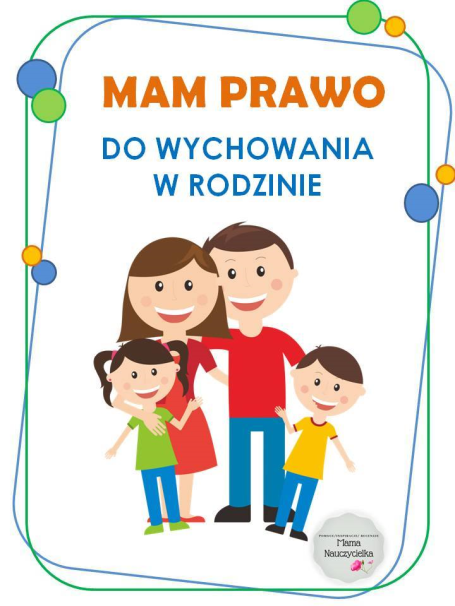 MAM PRAWO
DO WYCHOWANIA
W RODZINIE
Mama
Nauczycielka